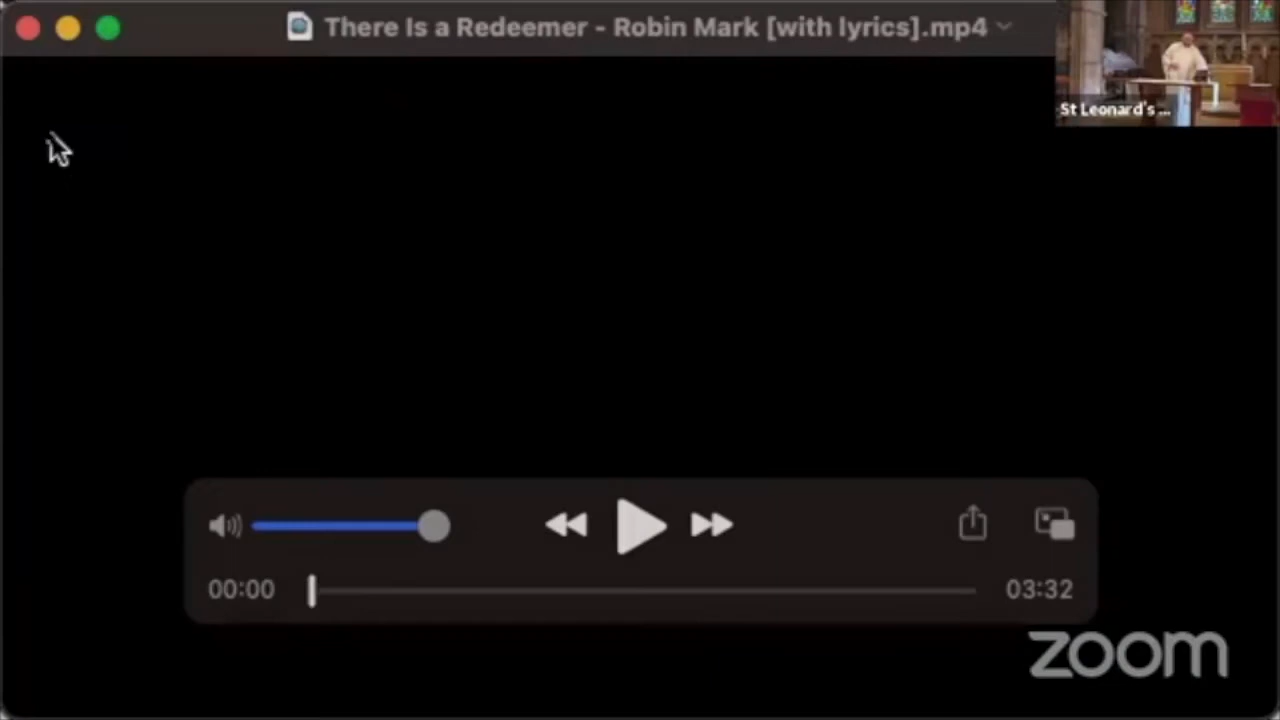 There Is a Redeemer - Robin Mark [with lyrics].mp4
St Leonard's ...
00:00
03:32
zoom